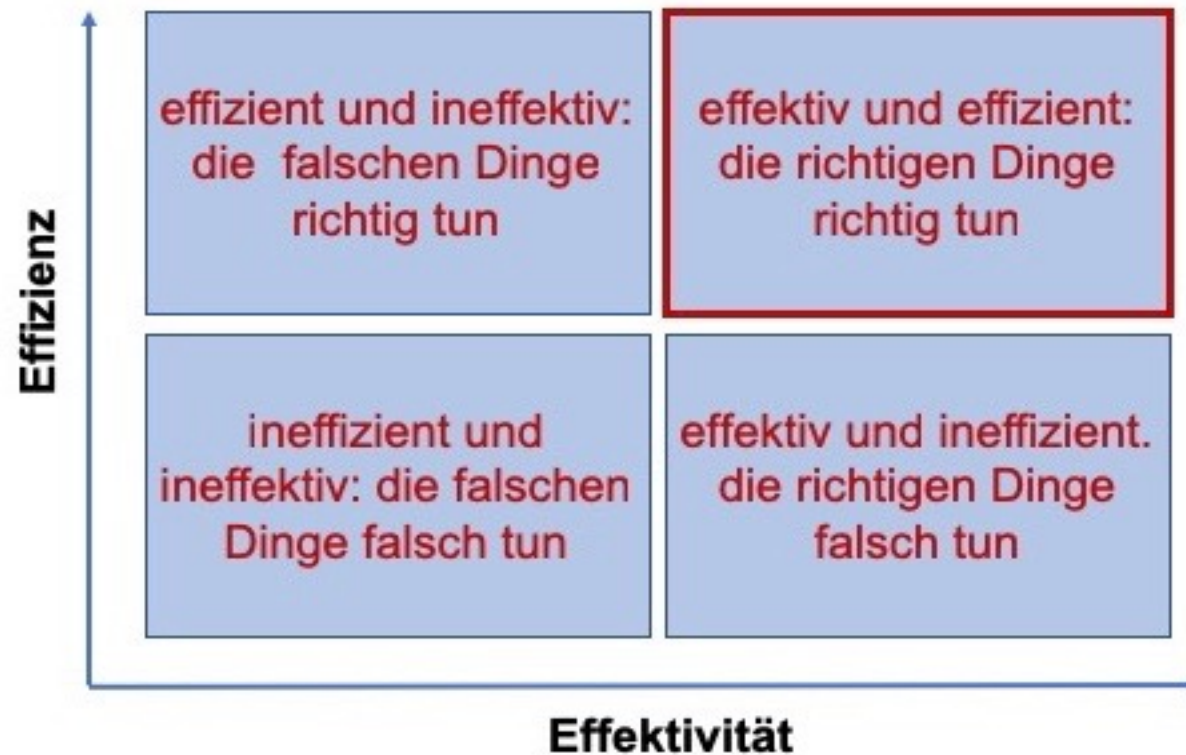 effizient und ineffektiv:
die falschen Dinge
richtig tun
effektiv und effizient:
die richtigen Dinge
richtig tun
Effizienz
ineffizient und
ineffektiv: die falschen
Dinge falsch tun
effektiv und ineffizient.
die richtigen Dinge
falsch tun
Effektivität